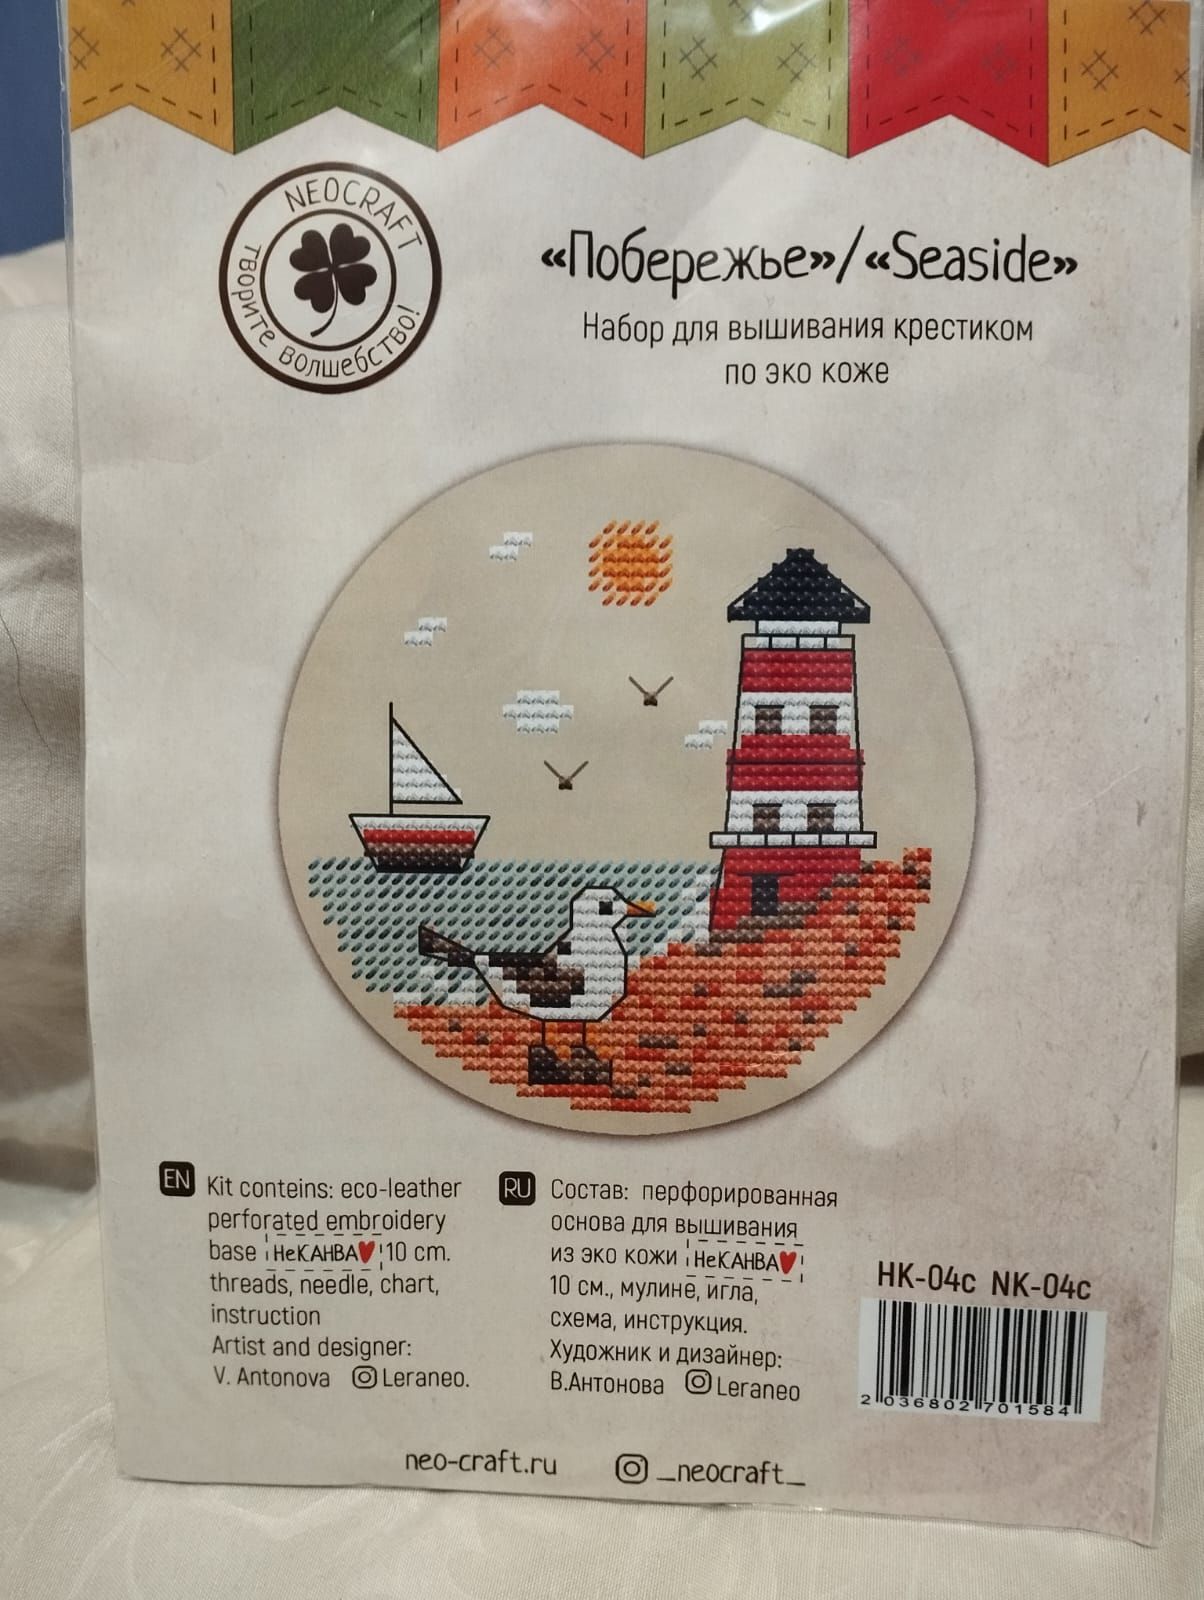 NEOCRAFT
ТВОРИТЕ ВОЛШЕБСТВО!
«Побережье»/«Seaside»
Набор для вышивания крестиком
по эко коже
EN
Kit conteins: eco-leather
perforated embroidery
base НеКАНВА♥ 10 cm.
threads, needle, chart,
instruction
Artist and designer:
V. Antonova Leraneo.
RU
Состав: перфорированная
основа для вышивания
из эко кожи НеКАНВА♥
10 см., мулине, игла,
схема, инструкция.
Художник и дизайнер:
В.Антонова Leraneo
НК-04с NK-04c
2 036802 701584
neo-craft.ru _neocraft_